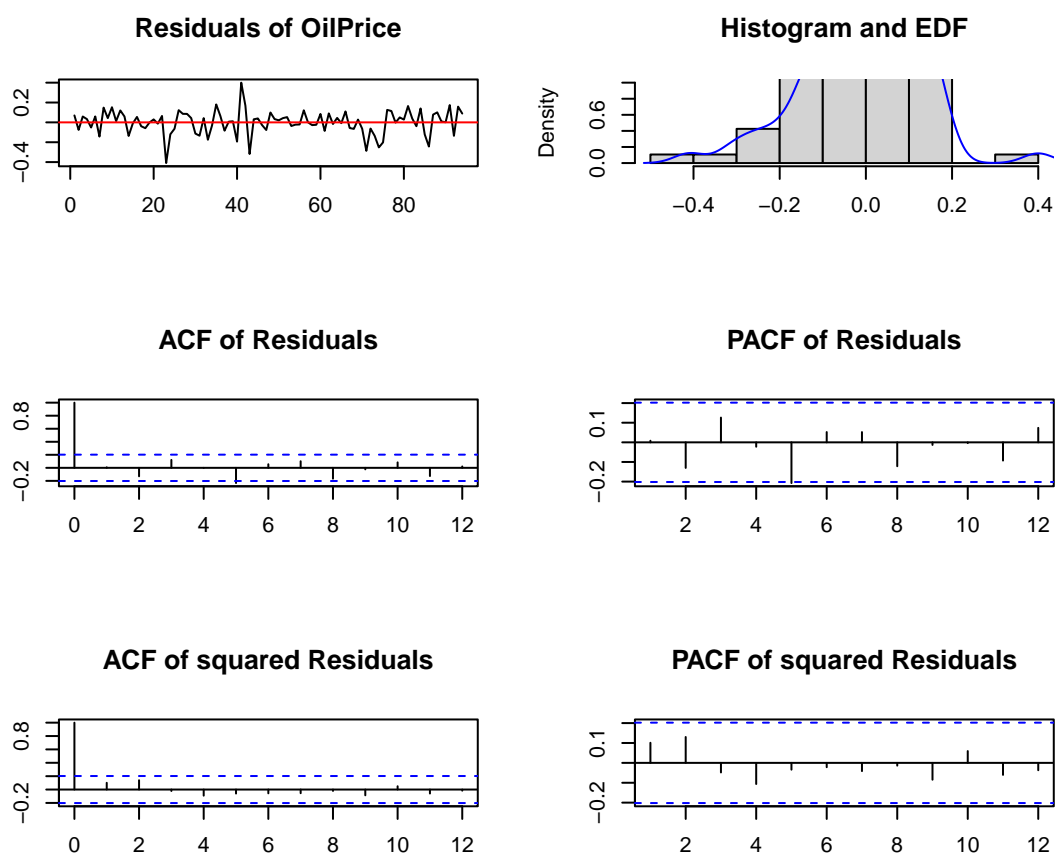 Residuals of OilPrice
0.2
−0.4
0 20 40 60 80
Histogram and EDF
Density
0.6
0.0
−0.4 −0.2 0.0 0.2 0.4
ACF of Residuals
0.8
−0.2
0 2 4 6 8 10 12
PACF of Residuals
0.1
−0.2
2 4 6 8 10 12
ACF of squared Residuals
0.8
−0.2
0 2 4 6 8 10 12
PACF of squared Residuals
0.1
−0.2
2 4 6 8 10 12